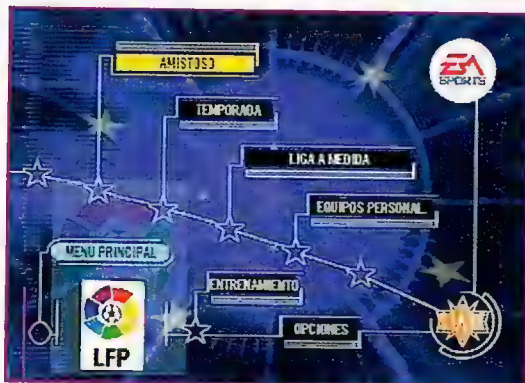 AMISTOSO
EA
SPORTS
TEMPORADA
LIGA A MEDIDA
EQUIPOS PERSONAL.
MENU PRINCIPAL
ENTRENAMIENTO
OPCIONES
LFP